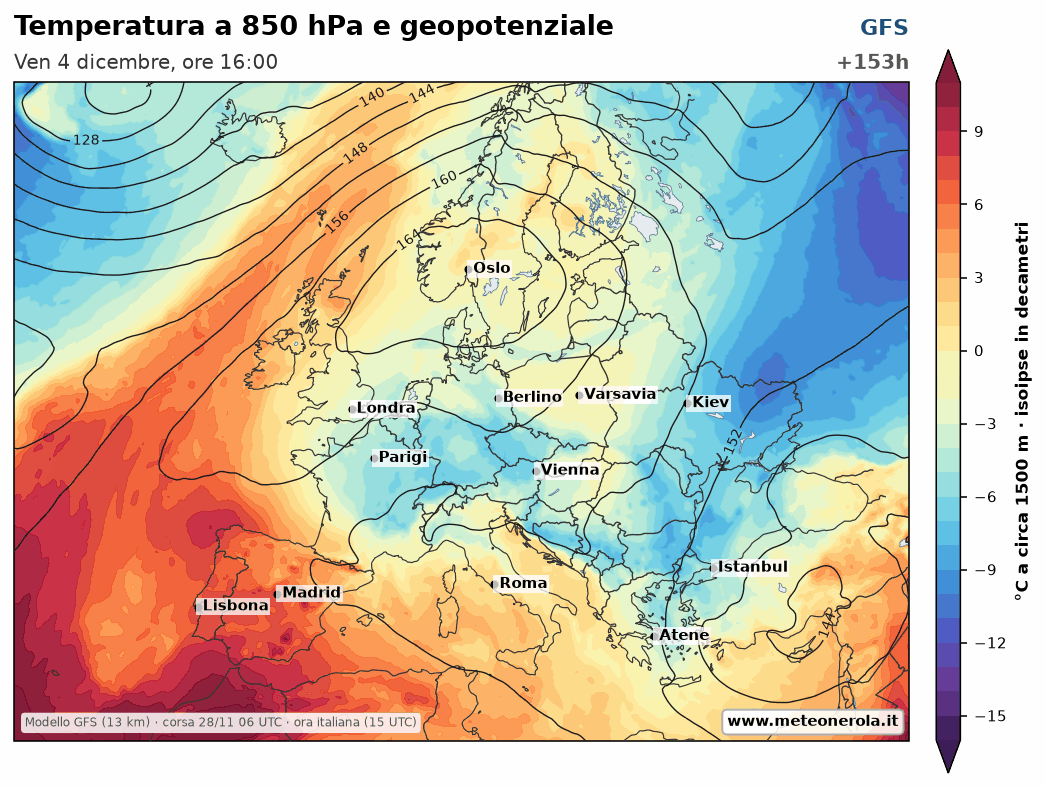 Temperatura a 850 hPa e geopotenziale
GFS
Ven 4 dicembre, ore 16:00
+153h
140
144
128
148
160
156
164
Oslo
Londra
Berlino
Varsavia
Kiev
152
Parigi
Vienna
Istanbul
Roma
Madrid
Lisbona
Atene
144
Modello GFS (13 km) · corsa 28/11 06 UTC · ora italiana (15 UTC)
www.meteonerola.it
9
6
3
0
−3
−6
−9
−12
−15
°C a circa 1500 m · isoipse in decametri